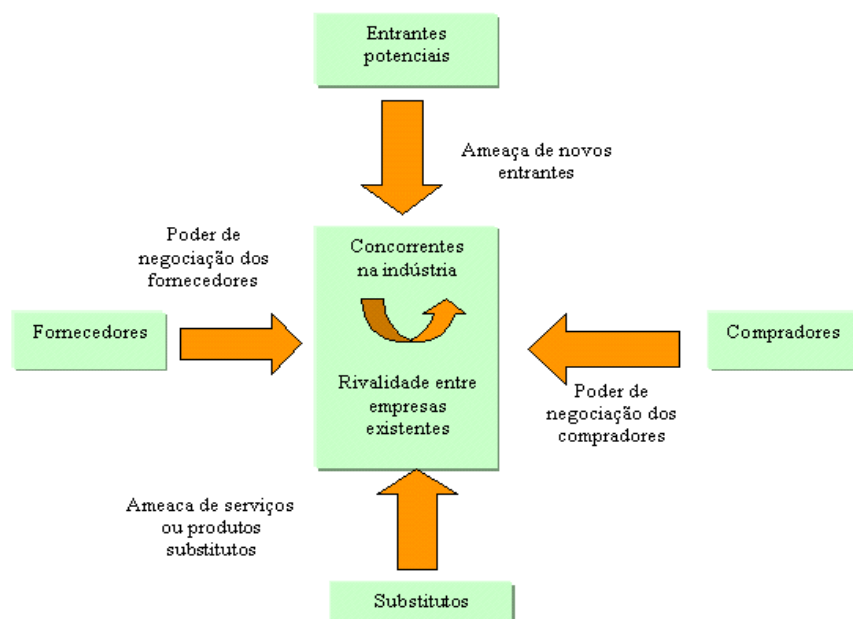 Entrantes
potenciais
Ameaça de novos
entrantes
Poder de
negociação dos
fornecedores
Concorrentes
na indústria
Fornecedores
Compradores
Rivalidade entre
empresas
existentes
Poder de
negociação dos
compradores
Ameaca de serviços
ou produtos
substitutos
Substitutos